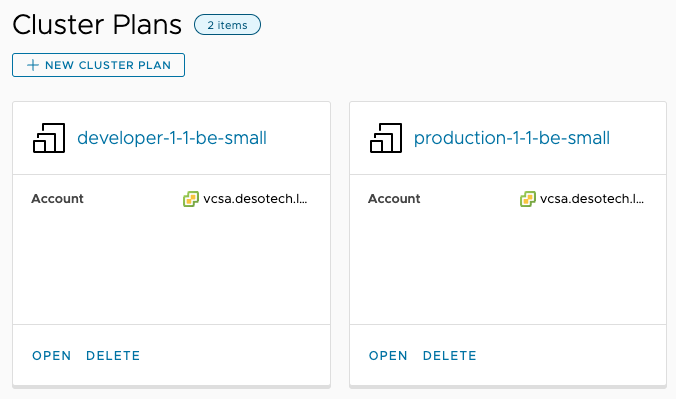 Cluster Plans 2 items
+ NEW CLUSTER PLAN
developer-1-1-be-small
Account vcsa.desotech.l...
OPEN DELETE
production-1-1-be-small
Account vcsa.desotech.l...
OPEN DELETE